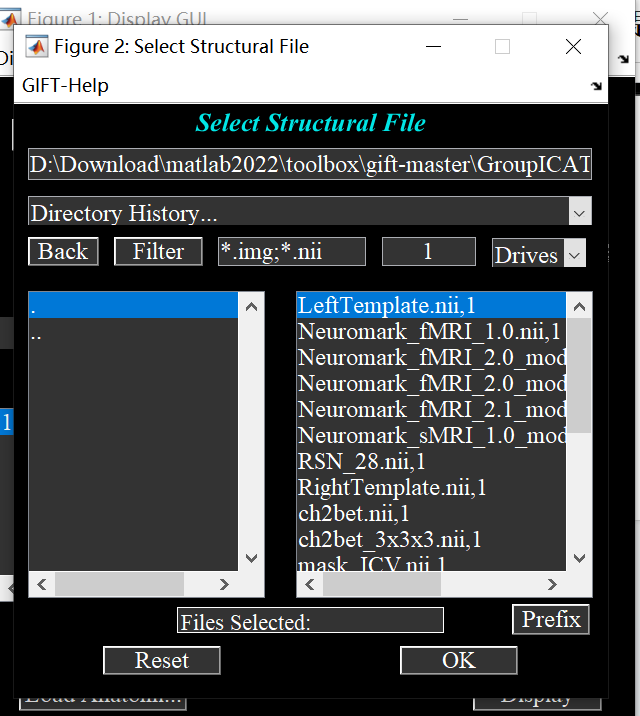 Figure 1: Display GUI
Figure 2: Select Structural File
GIFT-Help
Select Structural File
D:\Download\matlab2022\toolbox\gift-master\GroupICAT
Directory History...
Back Filter *.img;*.nii 1 Drives
.
..
LeftTemplate.nii,1
Neuromark_fMRI_1.0.nii,1
Neuromark_fMRI_2.0_mod
Neuromark_fMRI_2.0_mod
Neuromark_fMRI_2.1_mod
Neuromark_sMRI_1.0_mod
RSN_28.nii,1
RightTemplate.nii,1
ch2bet.nii,1
ch2bet_3x3x3.nii,1
mask_ICV.nii,1
1
Files Selected:
Prefix
Reset OK
Display